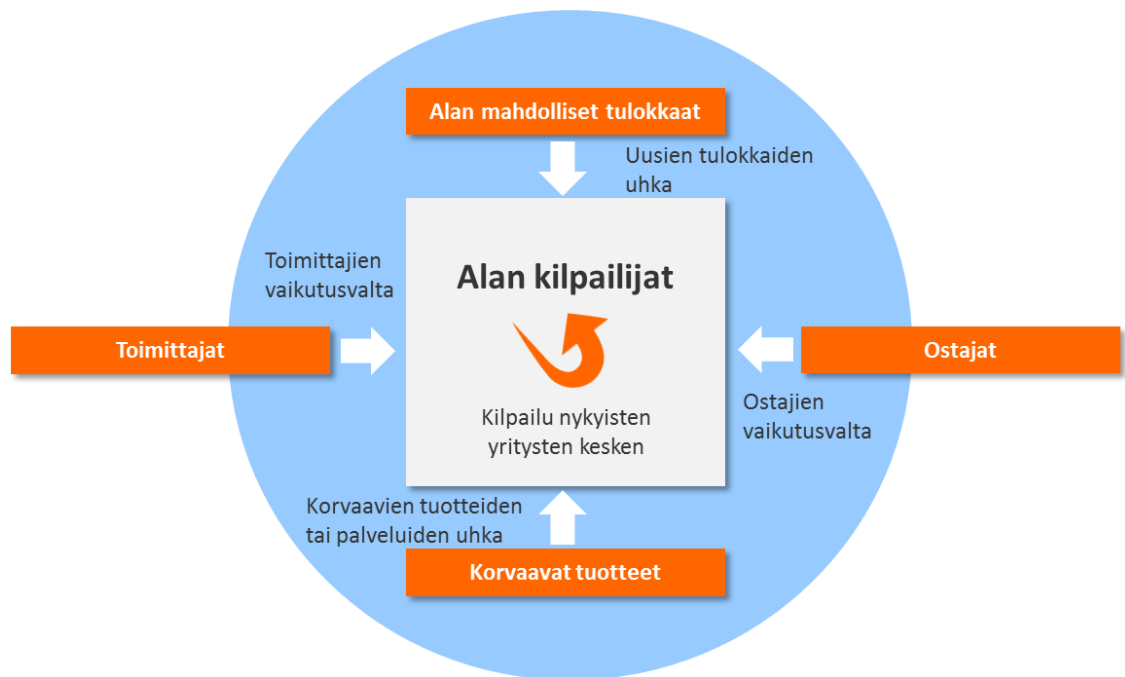 Alan mahdolliset tulokkaat
Uusien tulokkaiden
uhka
Toimittajien
vaikutusvalta
Alan kilpailijat
Toimittajat
Ostajat
Kilpailu nykyisten
yritysten kesken
Ostajien
vaikutusvalta
Korvaavien tuotteiden
tai palveluiden uhka
Korvaavat tuotteet